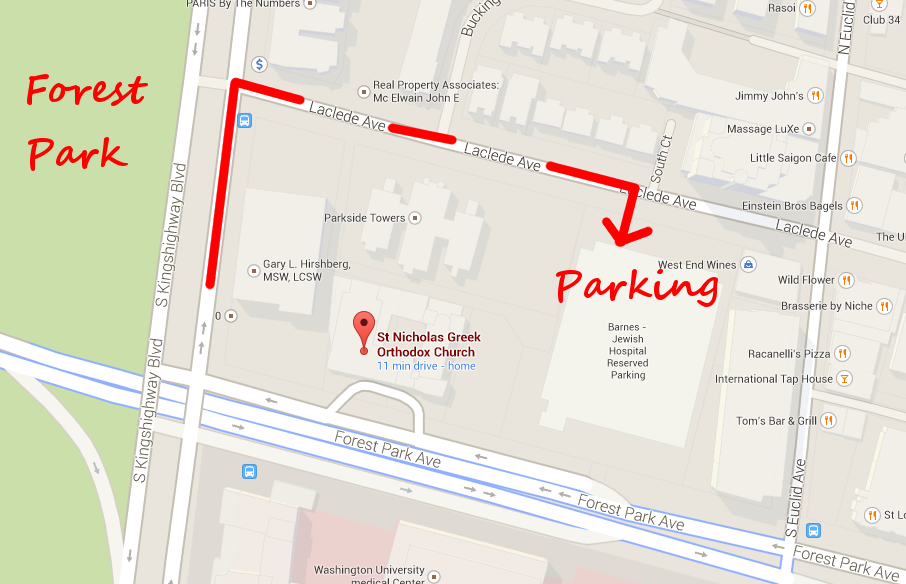 PARIS By The Numbers
Bucking
Rasoi
Club 34
N Euclid Av
Forest
Park
Real Property Associates:
Mc Elwain John E
Jimmy John's
Laclede Ave
Massage LuXe
Laclede Ave
South Ct
Little Saigon Cafe
S Kingshighway Blvd
Laclede Ave
Einstein Bros Bagels
Parkside Towers
Laclede Ave
The U
Gary L. Hirshberg,
MSW, LCSW
West End Wines
Parking
Wild Flower
Brasserie by Niche
0
Barnes -
Jewish
Hospital
Reserved
Parking
St Nicholas Greek
Orthodox Church
11 min drive - home
Racanelli's Pizza
International Tap House
S Kingshighway Blvd
Tom's Bar & Grill
Forest Park Ave
S Euclid Ave
Forest Park Ave
St Lo
Forest Park Ave
Washington University
medical Center